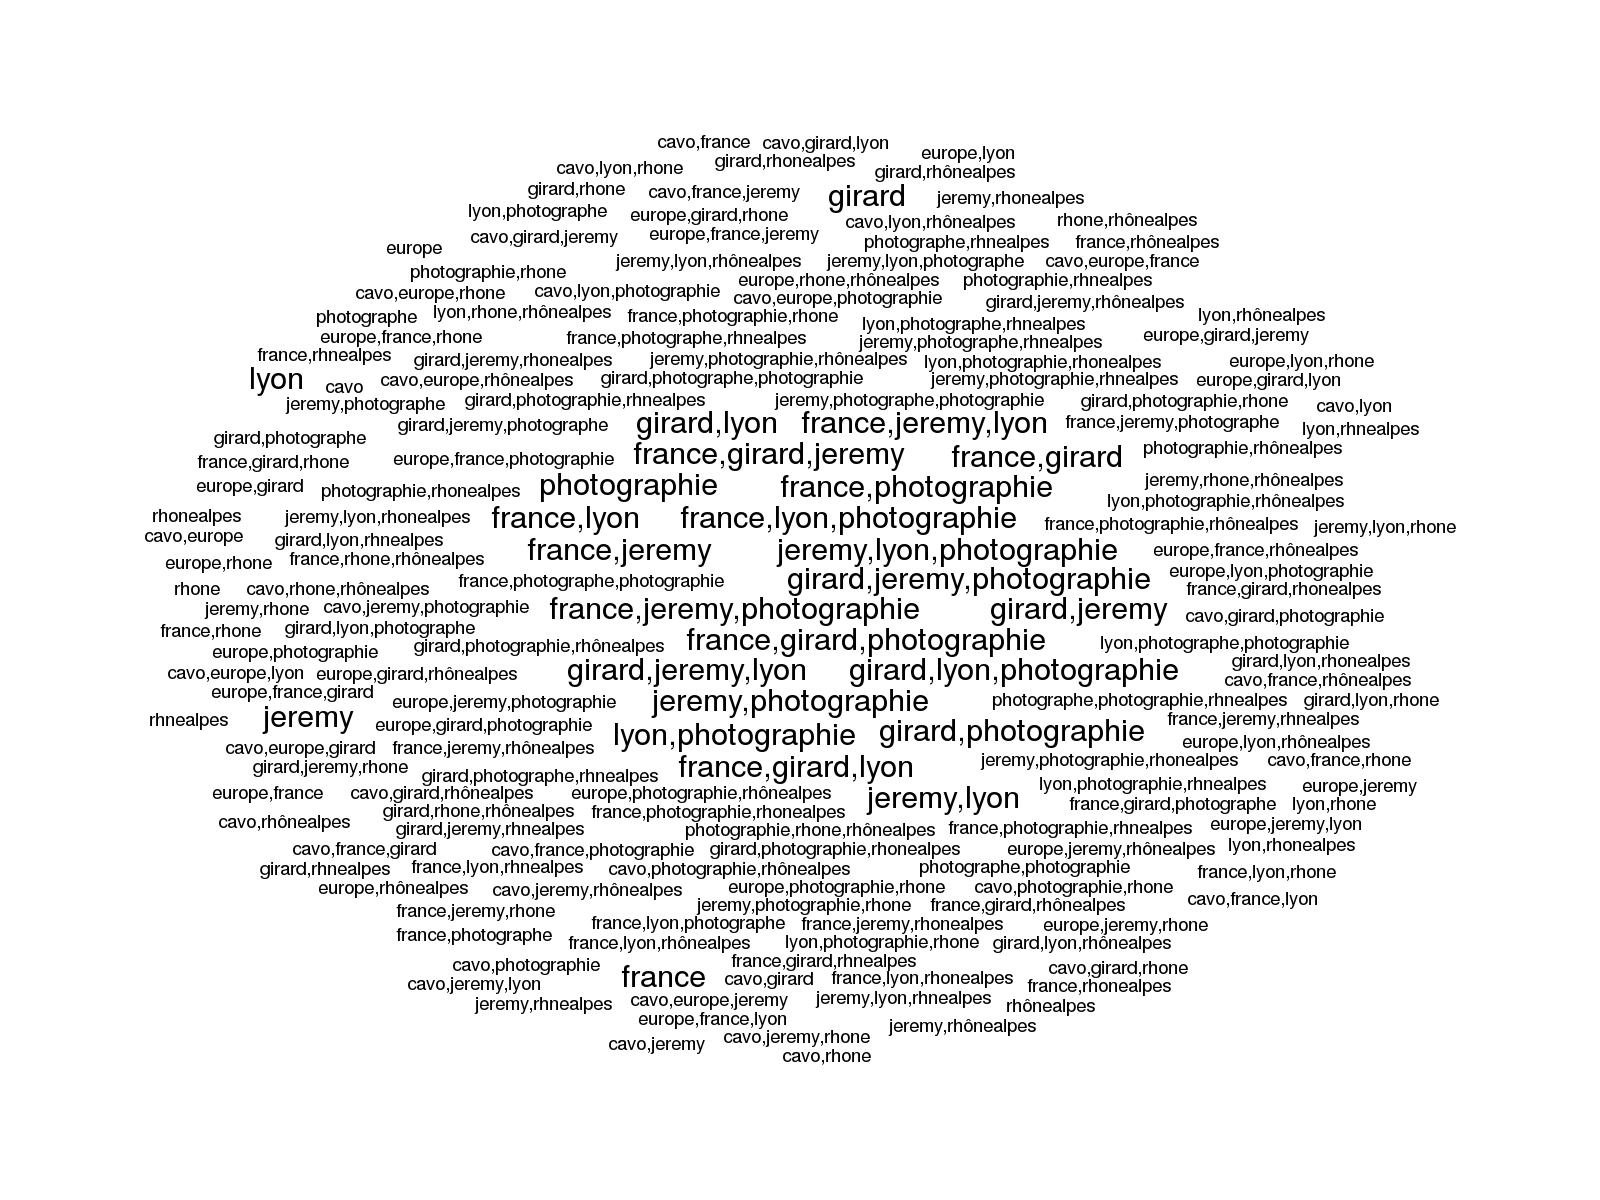 cavo,france cavo,girard,lyon
europe,lyon
cavo,lyon,rhone girard,rhonealpes
girard,rhônealpes
girard,rhone cavo,france,jeremy girard jeremy,rhonealpes
lyon,photographe europe,girard,rhone
cavo,lyon,rhônealpes rhone,rhônealpes
cavo,girard,jeremy europe,france,jeremy
europe photographe,rhnealpes france,rhônealpes
jeremy,lyon,rhônealpes jeremy,lyon,photographe cavo,europe,france
photographie,rhone europe,rhone,rhônealpes photographie,rhnealpes
cavo,europe,rhone cavo,lyon,photographie cavo,europe,photographie girard,jeremy,rhônealpes
photographe lyon,rhone,rhônealpes france,photographie,rhone lyon,photographe,rhnealpes lyon,rhônealpes
europe,france,rhone france,photographe,rhnealpes jeremy,photographe,rhnealpes europe,girard,jeremy
france,rhnealpes girard,jeremy,rhonealpes jeremy,photographie,rhônealpes lyon,photographie,rhonealpes europe,lyon,rhone
lyon cavo cavo,europe,rhônealpes girard,photographe,photographie jeremy,photographie,rhnealpes europe,girard,lyon
jeremy,photographe girard,photographie,rhnealpes jeremy,photographe,photographie girard,photographie,rhone cavo,lyon
girard,jeremy,photographe girard,lyon france,jeremy,lyon france,jeremy,photographe lyon,rhnealpes
girard,photographe
france,girard,rhone europe,france,photographie france,girard,jeremy france,girard photographie,rhônealpes
europe,girard photographie,rhonealpes photographie france,photographie jeremy,rhone,rhônealpes
lyon,photographie,rhônealpes
rhonealpes jeremy,lyon,rhonealpes france,lyon france,lyon,photographie france,photographie,rhônealpes jeremy,lyon,rhone
cavo,europe girard,lyon,rhnealpes
europe,rhone france,rhone,rhônealpes france,jeremy jeremy,lyon,photographie europe,france,rhônealpes
rhone cavo,rhone,rhônealpes france,photographe,photographie girard,jeremy,photographie europe,lyon,photographie
france,girard,rhonealpes
jeremy,rhone cavo,jeremy,photographie france,jeremy,photographie girard,jeremy cavo,girard,photographie
france,rhone girard,lyon,photographe
europe,photographie girard,photographie,rhônealpes france,girard,photographie lyon,photographe,photographie
cavo,europe,lyon europe,girard,rhônealpes girard,jeremy,lyon girard,lyon,photographie girard,lyon,rhonealpes
cavo,france,rhônealpes
europe,france,girard europe,jeremy,photographie jeremy,photographie photographe,photographie,rhnealpes girard,lyon,rhone
rhnealpes jeremy europe,girard,photographie lyon,photographie girard,photographie france,jeremy,rhnealpes
cavo,europe,girard france,jeremy,rhônealpes europe,lyon,rhônealpes
girard,jeremy,rhone girard,photographe,rhnealpes france,girard,lyon jeremy,photographie,rhonealpes cavo,france,rhone
europe,france cavo,girard,rhônealpes europe,photographie,rhônealpes jeremy,lyon lyon,photographie,rhnealpes europe,jeremy
girard,rhone,rhônealpes france,photographie,rhonealpes france,girard,photographe lyon,rhone
cavo,rhônealpes girard,jeremy,rhnealpes photographie,rhone,rhônealpes france,photographie,rhnealpes europe,jeremy,lyon
cavo,france,girard cavo,france,photographie girard,photographie,rhonealpes europe,jeremy,rhônealpes lyon,rhonealpes
girard,rhnealpes france,lyon,rhnealpes cavo,photographie,rhônealpes photographe,photographie france,lyon,rhone
europe,rhônealpes cavo,jeremy,rhônealpes europe,photographie,rhone cavo,photographie,rhone cavo,france,lyon
france,jeremy,rhone jeremy,photographie,rhone france,girard,rhônealpes
france,photographe france,lyon,photographe france,jeremy,rhonealpes europe,jeremy,rhone
france,lyon,rhônealpes lyon,photographie,rhone girard,lyon,rhônealpes
cavo,photographie france,girard,rhnealpes cavo,girard,rhone
cavo,jeremy,lyon france cavo,girard france,lyon,rhonealpes france,rhonealpes
jeremy,rhnealpes cavo,europe,jeremy jeremy,lyon,rhnealpes rhônealpes
europe,france,lyon jeremy,rhônealpes
cavo,jeremy cavo,jeremy,rhone
cavo,rhone